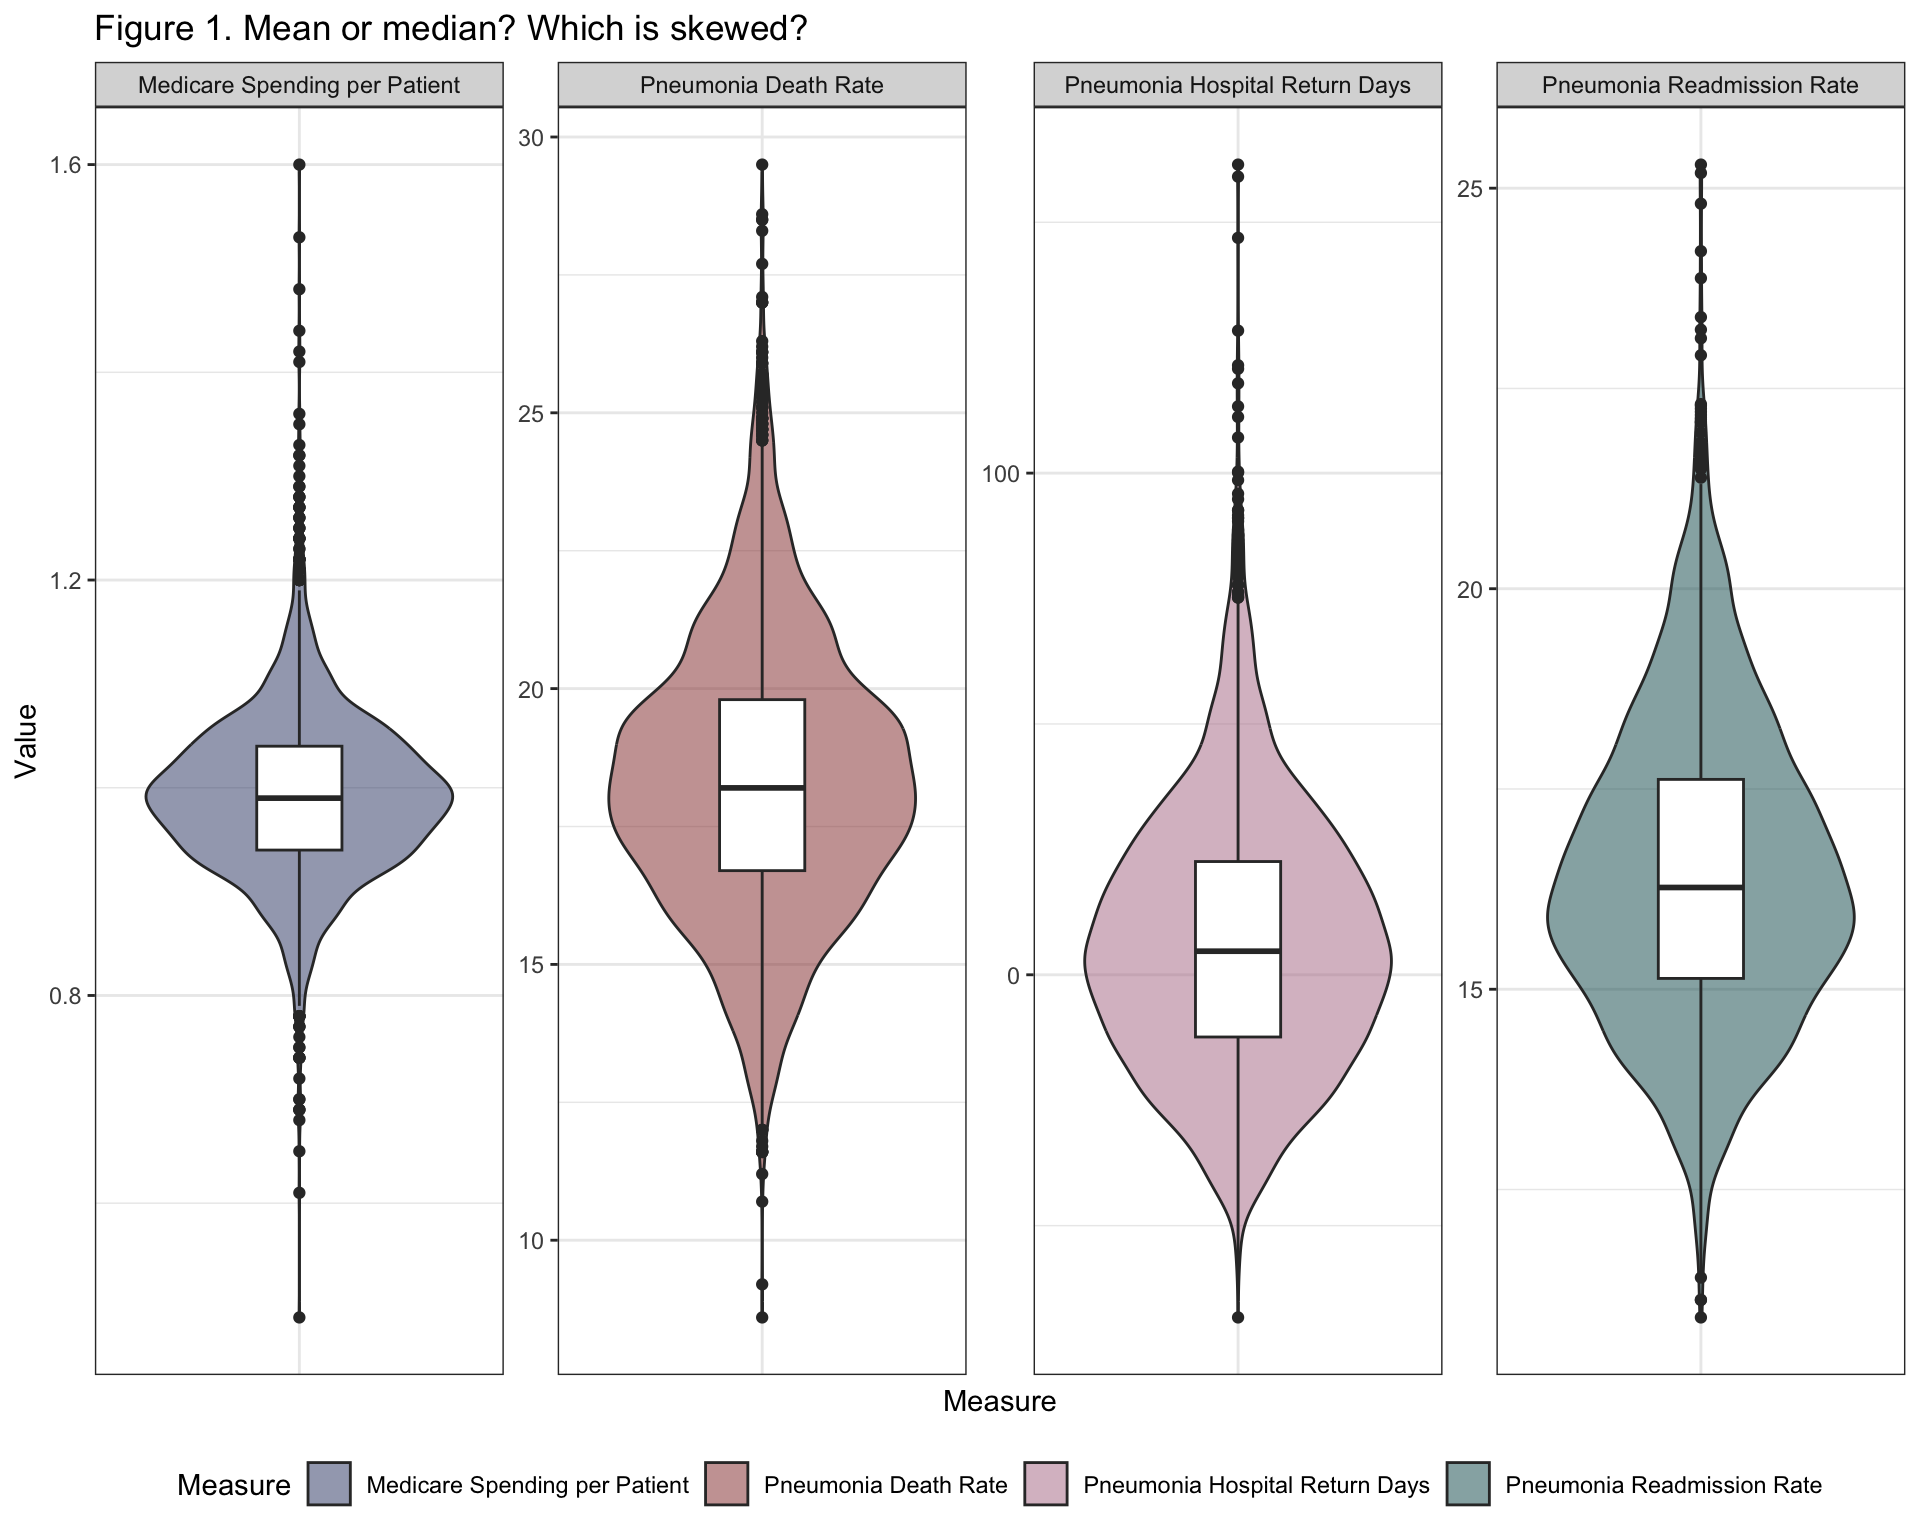 Figure 1. Mean or median? Which is skewed?
Medicare Spending per Patient
Pneumonia Death Rate
Pneumonia Hospital Return Days
Pneumonia Readmission Rate
Value
1.6
1.2
0.8
30
25
20
15
10
100
0
25
20
15
Measure
Measure Medicare Spending per Patient Pneumonia Death Rate Pneumonia Hospital Return Days Pneumonia Readmission Rate